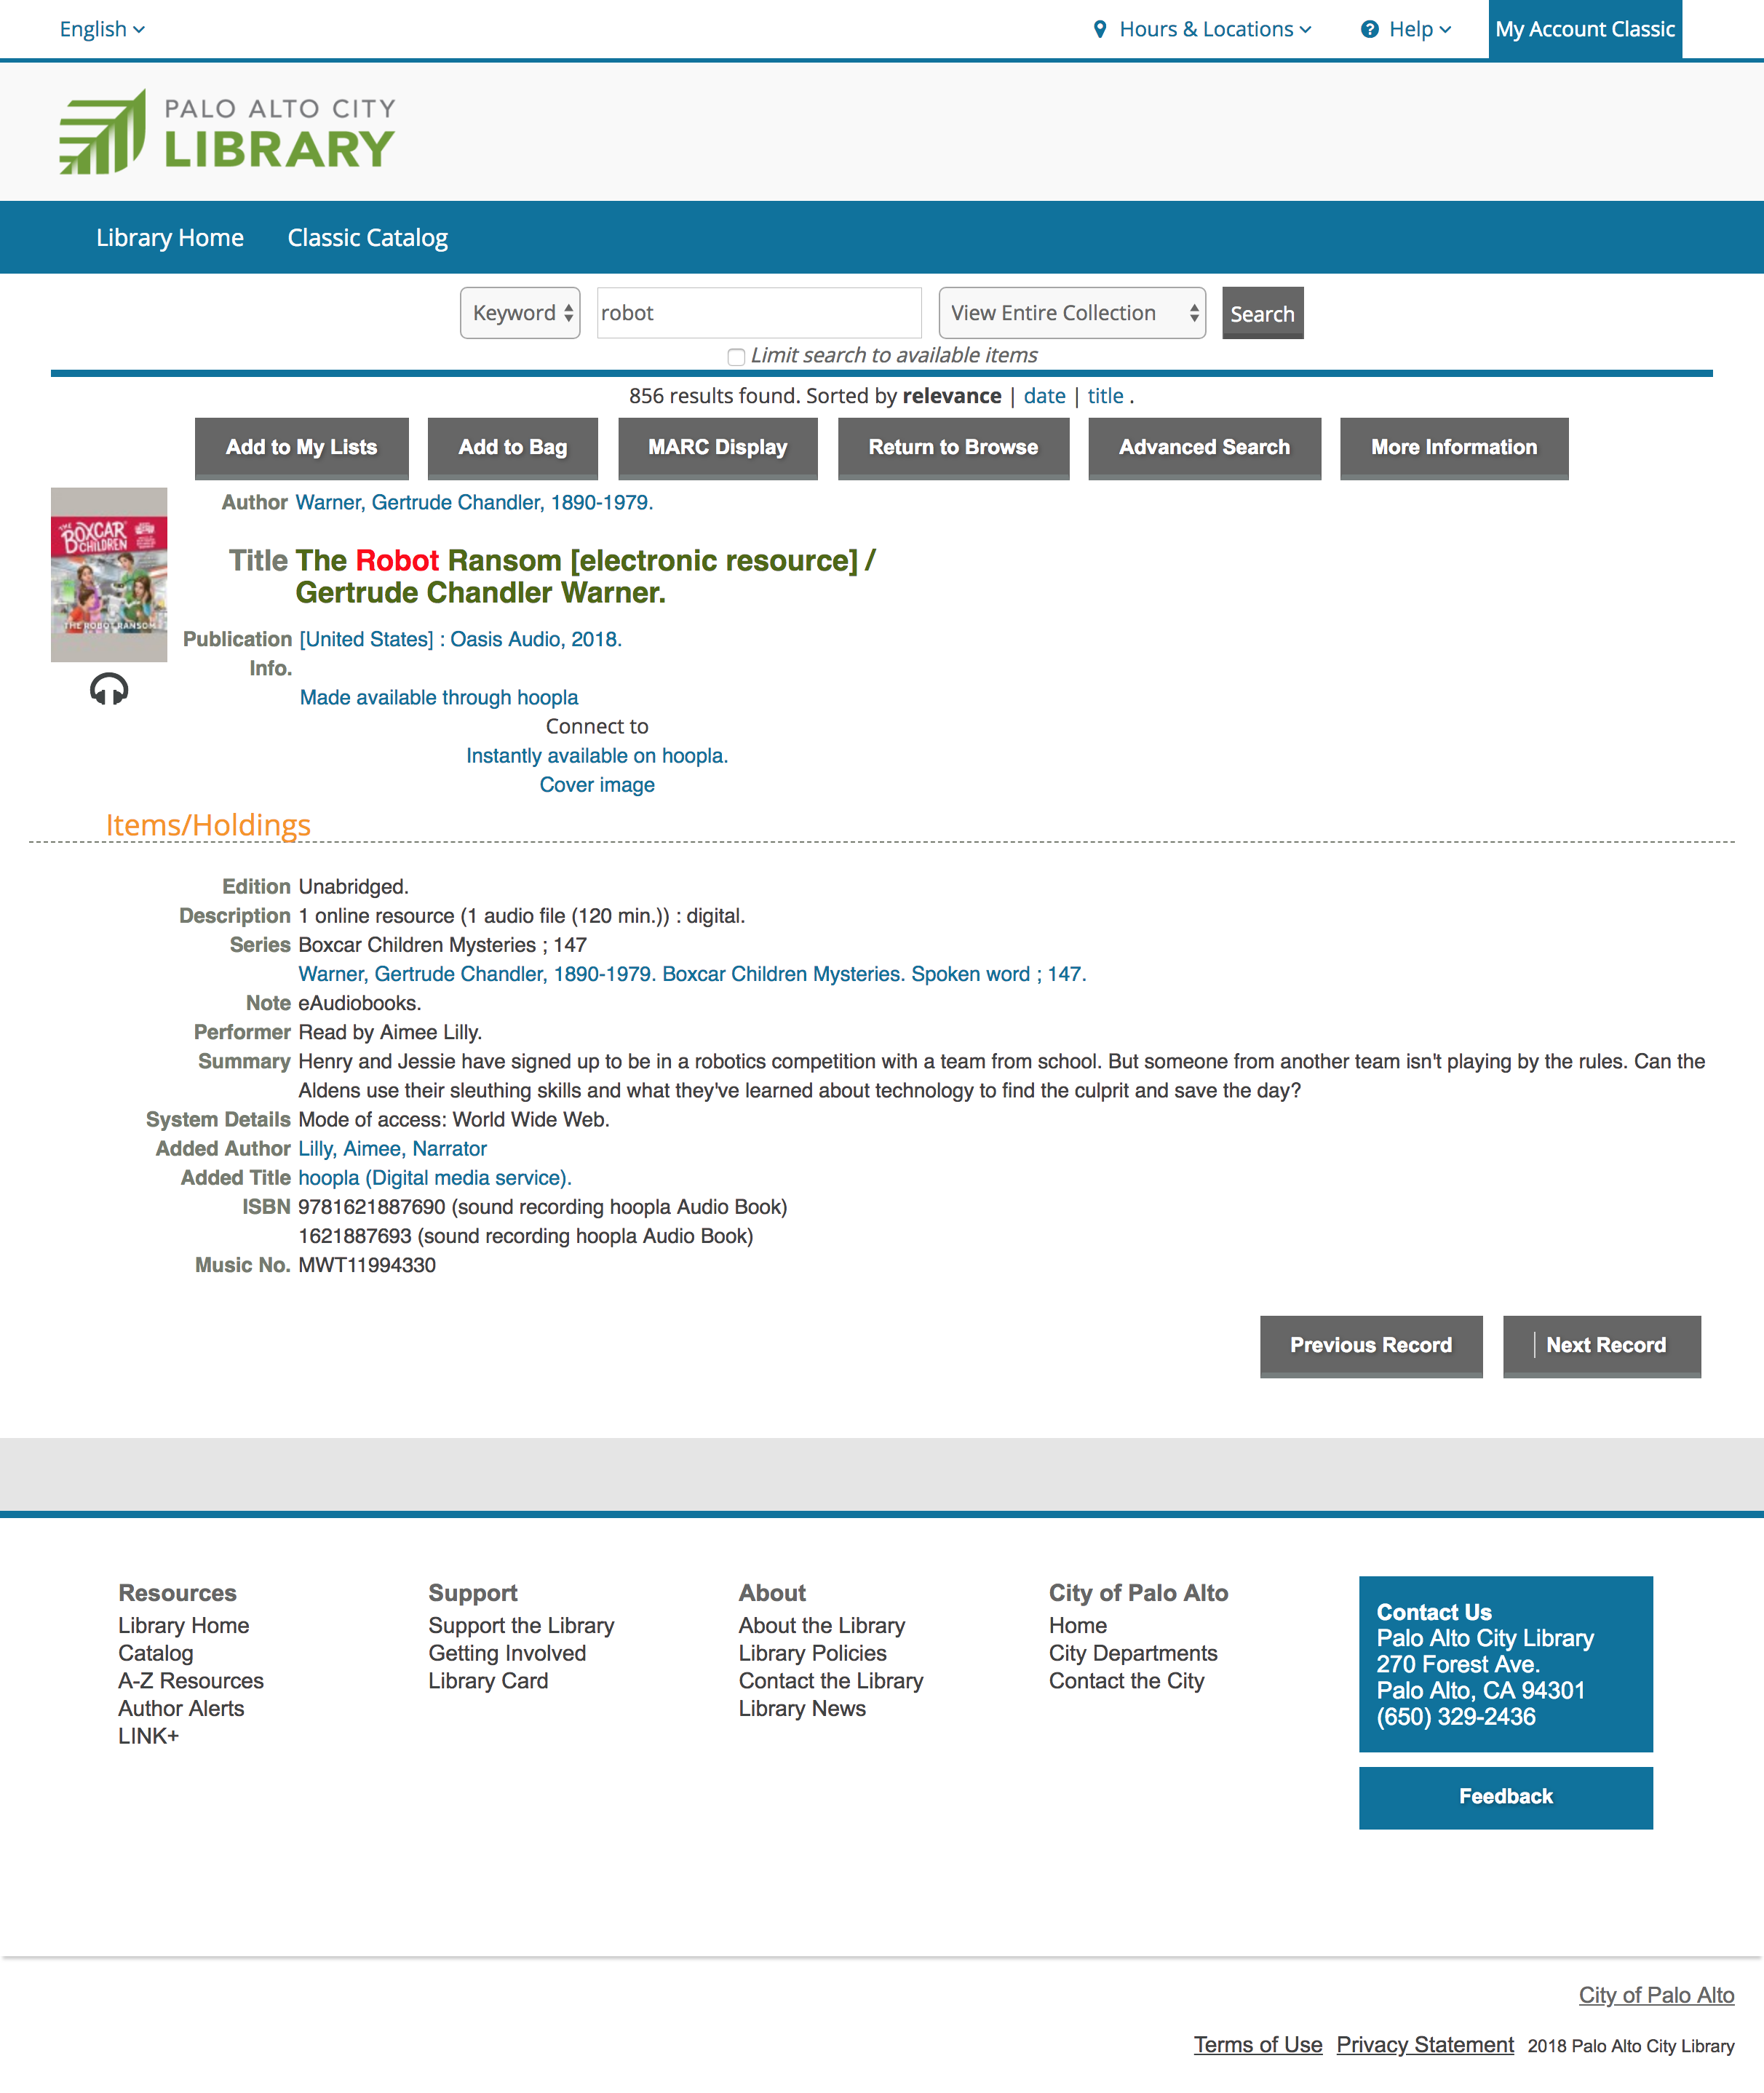 English
Hours & Locations
Help
My Account Classic
PALO ALTO CITY
LIBRARY
Library Home
Classic Catalog
Keyword
robot
View Entire Collection
Search
Limit search to available items
856 results found. Sorted by relevance | date | title .
Add to My Lists
Add to Bag
MARC Display
Return to Browse
Advanced Search
More Information
THE
BOXCAR
CHILDREN
THE ROBOT RANSOM
Author Warner, Gertrude Chandler, 1890-1979.
Title The Robot Ransom [electronic resource] /
Gertrude Chandler Warner.
Publication [United States] : Oasis Audio, 2018.
Info.
Made available through hoopla
Connect to
Instantly available on hoopla.
Cover image
Items/Holdings
Edition Unabridged.
Description 1 online resource (1 audio file (120 min.)) : digital.
Series Boxcar Children Mysteries ; 147
Warner, Gertrude Chandler, 1890-1979. Boxcar Children Mysteries. Spoken word ; 147.
Note eAudiobooks.
Performer Read by Aimee Lilly.
Summary Henry and Jessie have signed up to be in a robotics competition with a team from school. But someone from another team isn't playing by the rules. Can the
Aldens use their sleuthing skills and what they've learned about technology to find the culprit and save the day?
System Details Mode of access: World Wide Web.
Added Author Lilly, Aimee, Narrator
Added Title hoopla (Digital media service).
ISBN 9781621887690 (sound recording hoopla Audio Book)
1621887693 (sound recording hoopla Audio Book)
Music No. MWT11994330
Previous Record
Next Record
Resources
Library Home
Catalog
A-Z Resources
Author Alerts
LINK+
Support
Support the Library
Getting Involved
Library Card
About
About the Library
Library Policies
Contact the Library
Library News
City of Palo Alto
Home
City Departments
Contact the City
Contact Us
Palo Alto City Library
270 Forest Ave.
Palo Alto, CA 94301
(650) 329-2436
Feedback
City of Palo Alto
Terms of Use Privacy Statement 2018 Palo Alto City Library